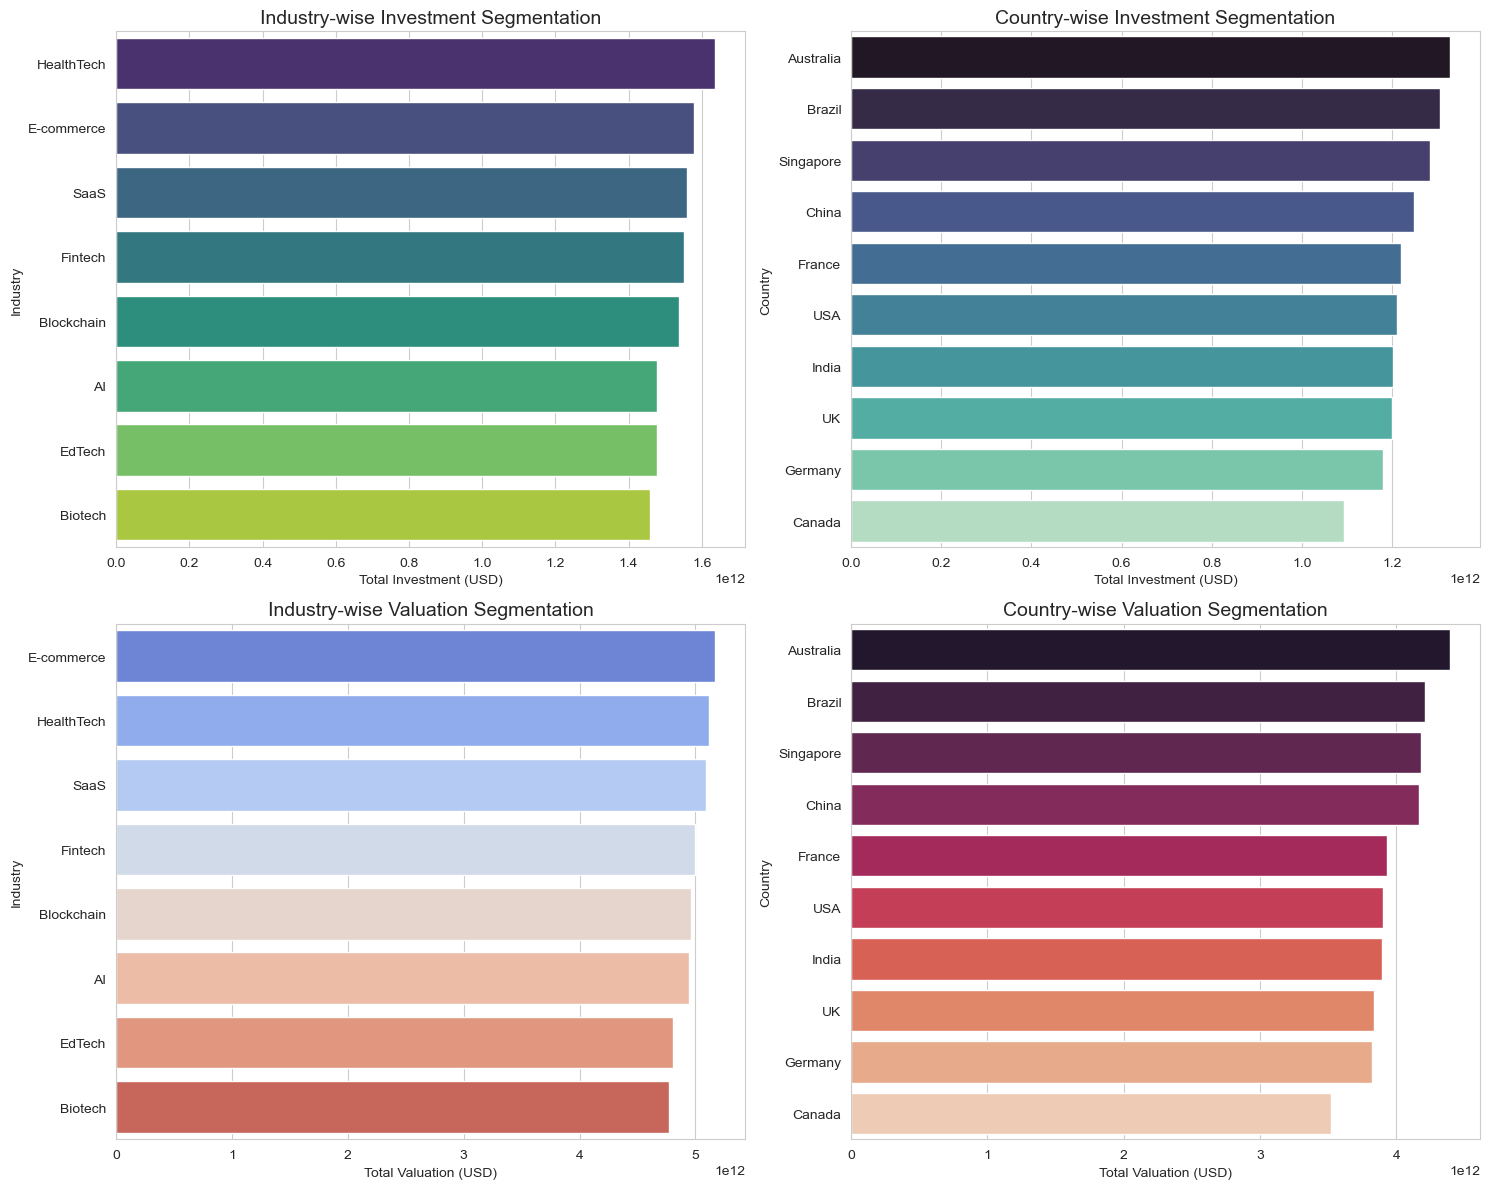 Industry-wise Investment Segmentation
Industry
HealthTech
E-commerce
SaaS
Fintech
Blockchain
AI
EdTech
Biotech
0.0 0.2 0.4 0.6 0.8 1.0 1.2 1.4 1.6
Total Investment (USD)
1e12
Country-wise Investment Segmentation
Country
Australia
Brazil
Singapore
China
France
USA
India
UK
Germany
Canada
0.0 0.2 0.4 0.6 0.8 1.0 1.2
Total Investment (USD)
1e12
Industry-wise Valuation Segmentation
Industry
E-commerce
HealthTech
SaaS
Fintech
Blockchain
AI
EdTech
Biotech
0 1 2 3 4 5
Total Valuation (USD)
1e12
Country-wise Valuation Segmentation
Country
Australia
Brazil
Singapore
China
France
USA
India
UK
Germany
Canada
0 1 2 3 4
Total Valuation (USD)
1e12